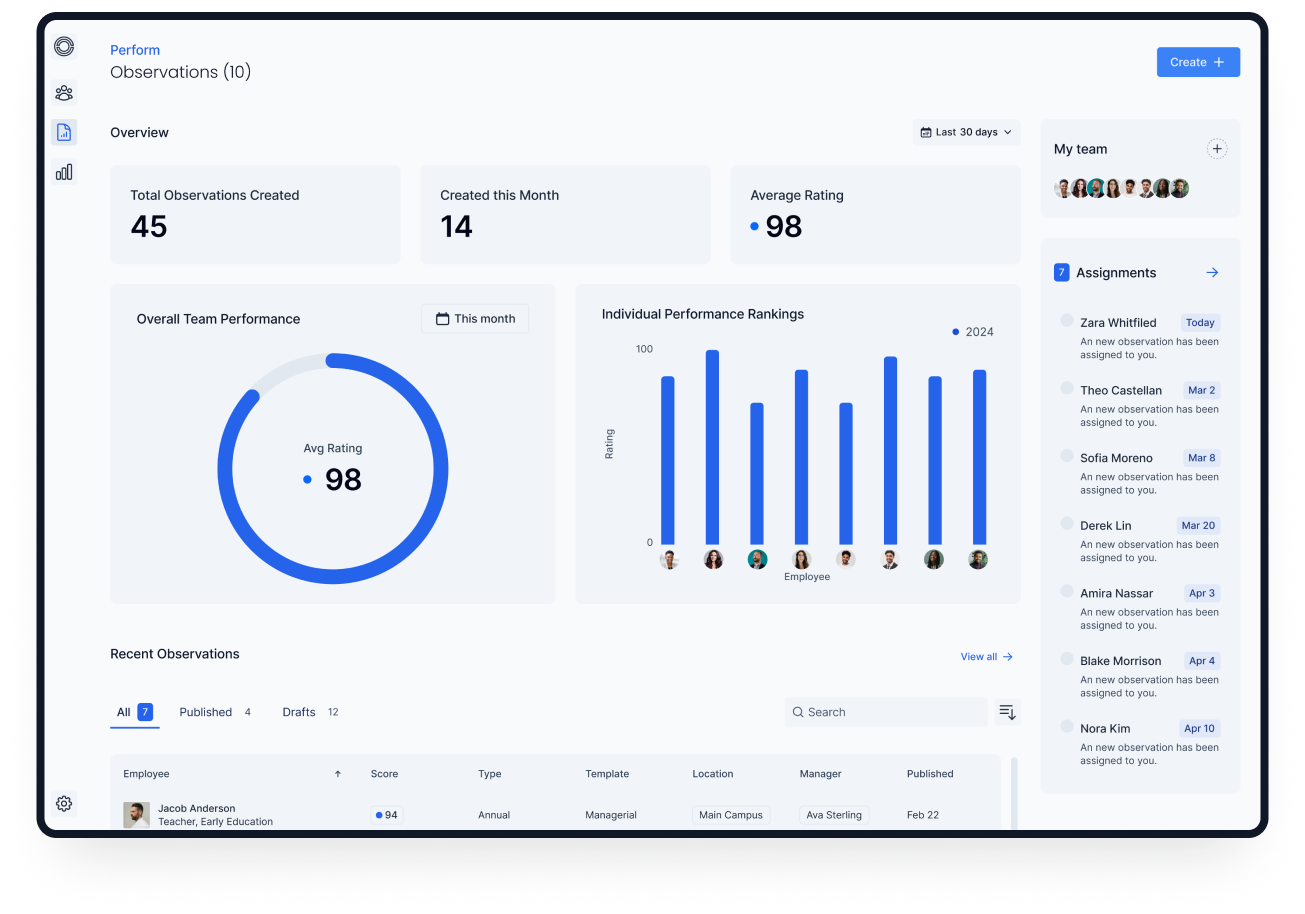 Perform
Observations (10)
Create +
Overview
Last 30 days
Total Observations Created
45
Created this Month
14
Average Rating
98
Overall Team Performance
This month
Avg Rating
98
Individual Performance Rankings
2024
100
Rating
0
Employee
My team
7 Assignments
Zara Whitfiled Today
An new observation has been
assigned to you.
Theo Castellan Mar 2
An new observation has been
assigned to you.
Sofia Moreno Mar 8
An new observation has been
assigned to you.
Derek Lin Mar 20
An new observation has been
assigned to you.
Amira Nassar Apr 3
An new observation has been
assigned to you.
Blake Morrison Apr 4
An new observation has been
assigned to you.
Nora Kim Apr 10
An new observation has been
assigned to you.
Recent Observations
View all
All 7 Published 4 Drafts 12
Search
Employee Score Type Template Location Manager Published
Jacob Anderson
Teacher, Early Education
94 Annual Managerial Main Campus Ava Sterling Feb 22